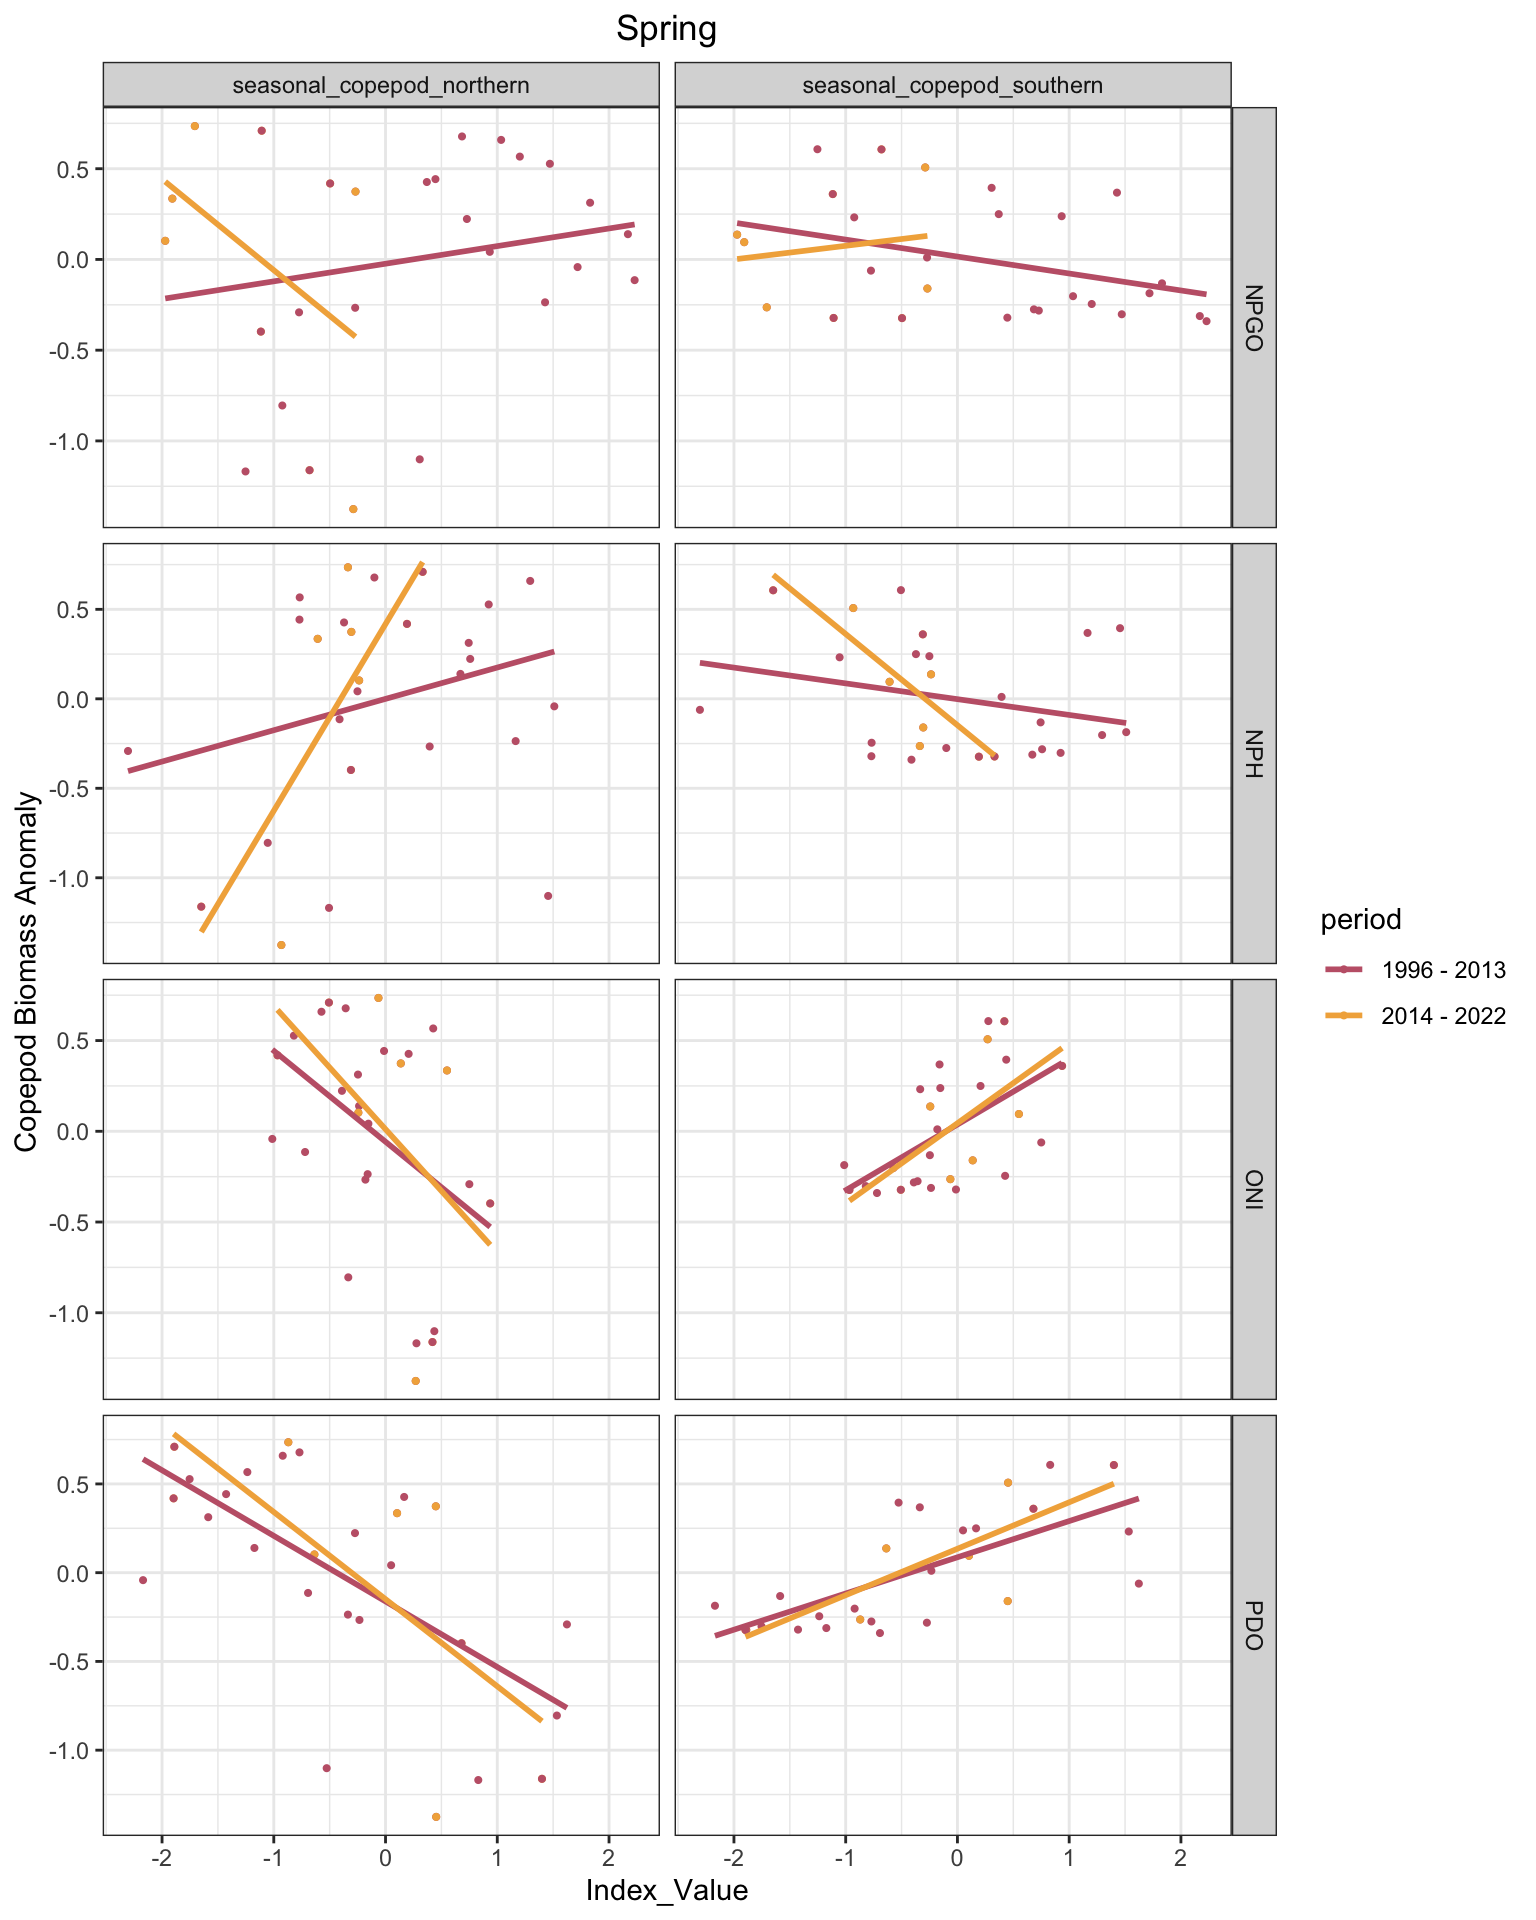 Spring
seasonal_copepod_northern
seasonal_copepod_southern
0.5
0.0
-0.5
-1.0
NPGO
0.5
0.0
-0.5
-1.0
NPH
Copepod Biomass Anomaly
period
1996 - 2013
2014 - 2022
0.5
0.0
-0.5
-1.0
ONI
0.5
0.0
-0.5
-1.0
PDO
-2 -1 0 1 2
-2 -1 0 1 2
Index_Value